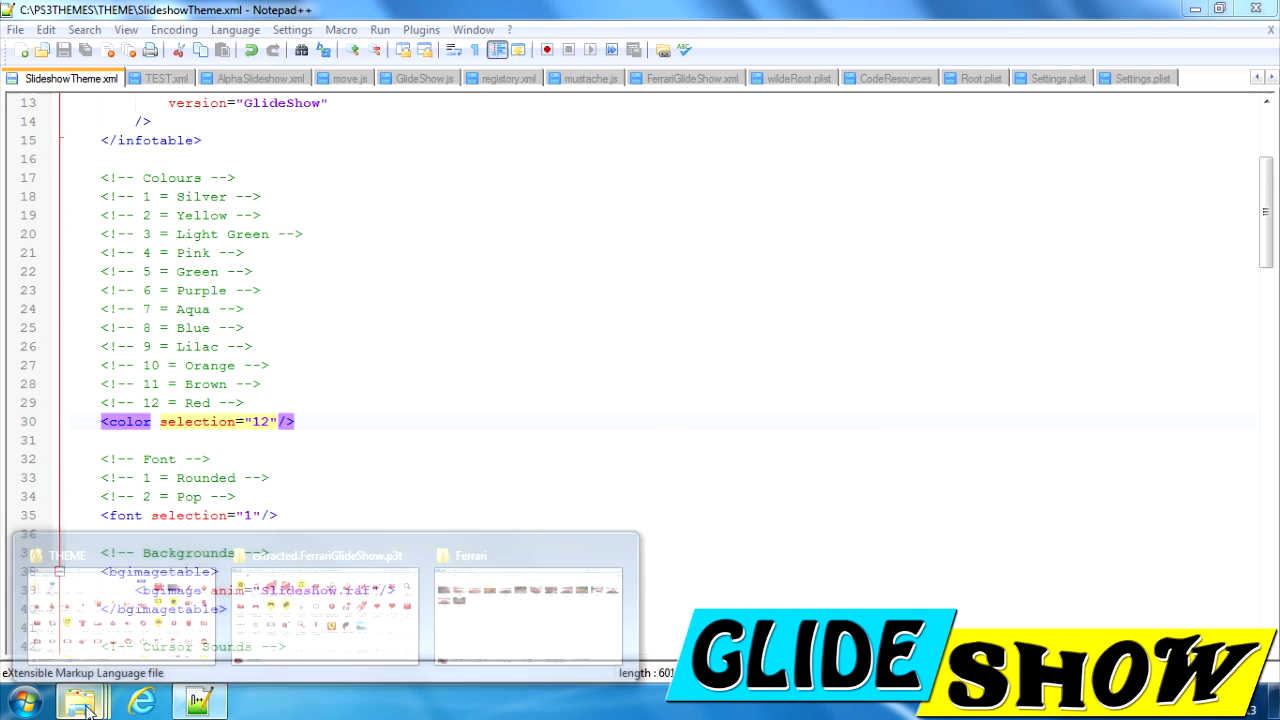 C:\PS3THEMES\THEME\SlideshowTheme.xml - Notepad++
File Edit Search View Encoding Language Settings Macro Run Plugins Window ? X
SlideshowTheme.xml TEST.xml AlphaSlideshow.xml move.js GlideShow.js registory.xml mustache.js FerrariGlideShow.xml wildeRoot.plist CodeResources Root.plist Settings.plist Settings.plist
13 version="GlideShow"
14 />
15 </infotable>
16
17 <!-- Colours -->
18 <!-- 1 = Silver -->
19 <!-- 2 = Yellow -->
20 <!-- 3 = Light Green -->
21 <!-- 4 = Pink -->
22 <!-- 5 = Green -->
23 <!-- 6 = Purple -->
24 <!-- 7 = Aqua -->
25 <!-- 8 = Blue -->
26 <!-- 9 = Lilac -->
27 <!-- 10 = Orange -->
28 <!-- 11 = Brown -->
29 <!-- 12 = Red -->
30 <color selection="12"/>
31
32 <!-- Font -->
33 <!-- 1 = Rounded -->
34 <!-- 2 = Pop -->
35 <font selection="1"/>
36
<!-- Backgrounds -->
THEME extracted.FerrariGlideShow.p3t Ferrari
<bgimagetable>
<bgimage anim="Slideshow.raf"/>
</bgimagetable>
<!-- Cursor Sounds -->
eXtensible Markup Language file length : 601
GLIDE SHOW